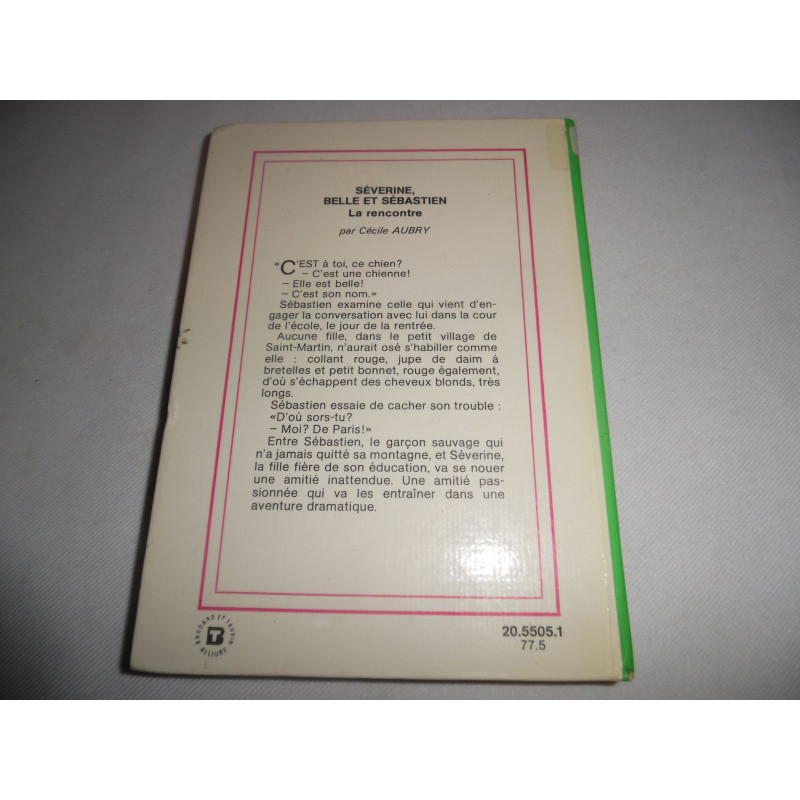 SÉVERINE,
BELLE ET SÉBASTIEN
La rencontre
par Cécile AUBRY
«C'EST à toi, ce chien?
– C'est une chienne!
– Elle est belle!
– C'est son nom.»
Sébastien examine celle qui vient d'en-
gager la conversation avec lui dans la cour
de l'école, le jour de la rentrée.
Aucune fille, dans le petit village de
Saint-Martin, n'aurait osé s'habiller comme
elle : collant rouge, jupe de daim à
bretelles et petit bonnet, rouge également,
d'où s'échappent des cheveux blonds, très
longs.
Sébastien essaie de cacher son trouble :
«D'où sors-tu?
– Moi? De Paris!»
Entre Sébastien, le garçon sauvage qui
n'a jamais quitté sa montagne, et Séverine,
la fille fière de son éducation, va se nouer
une amitié inattendue. Une amitié pas-
sionnée qui va les entraîner dans une
aventure dramatique.
BRODARD ET TAUPIN
BT
RELIURE
20.5505.1
77.5